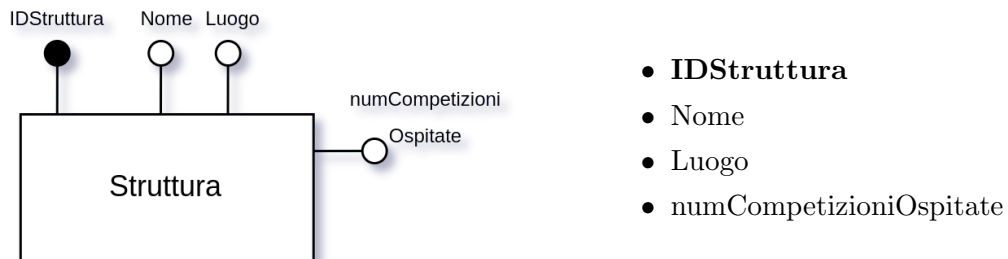 IDStruttura Nome Luogo
numCompetizioni
Ospitate
Struttura
• IDStruttura
• Nome
• Luogo
• numCompetizioniOspitate